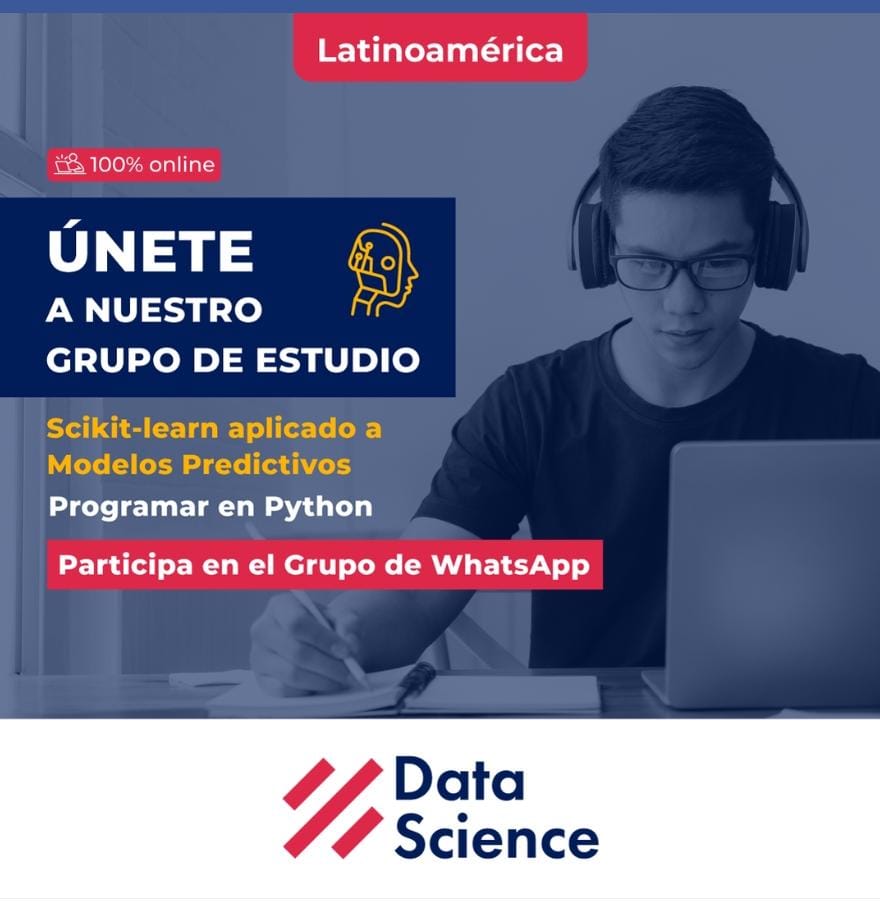 Latinoamérica
100% online
ÚNETE
A NUESTRO
GRUPO DE ESTUDIO
Scikit-learn aplicado a
Modelos Predictivos
Programar en Python
Participa en el Grupo de WhatsApp
Data
Science